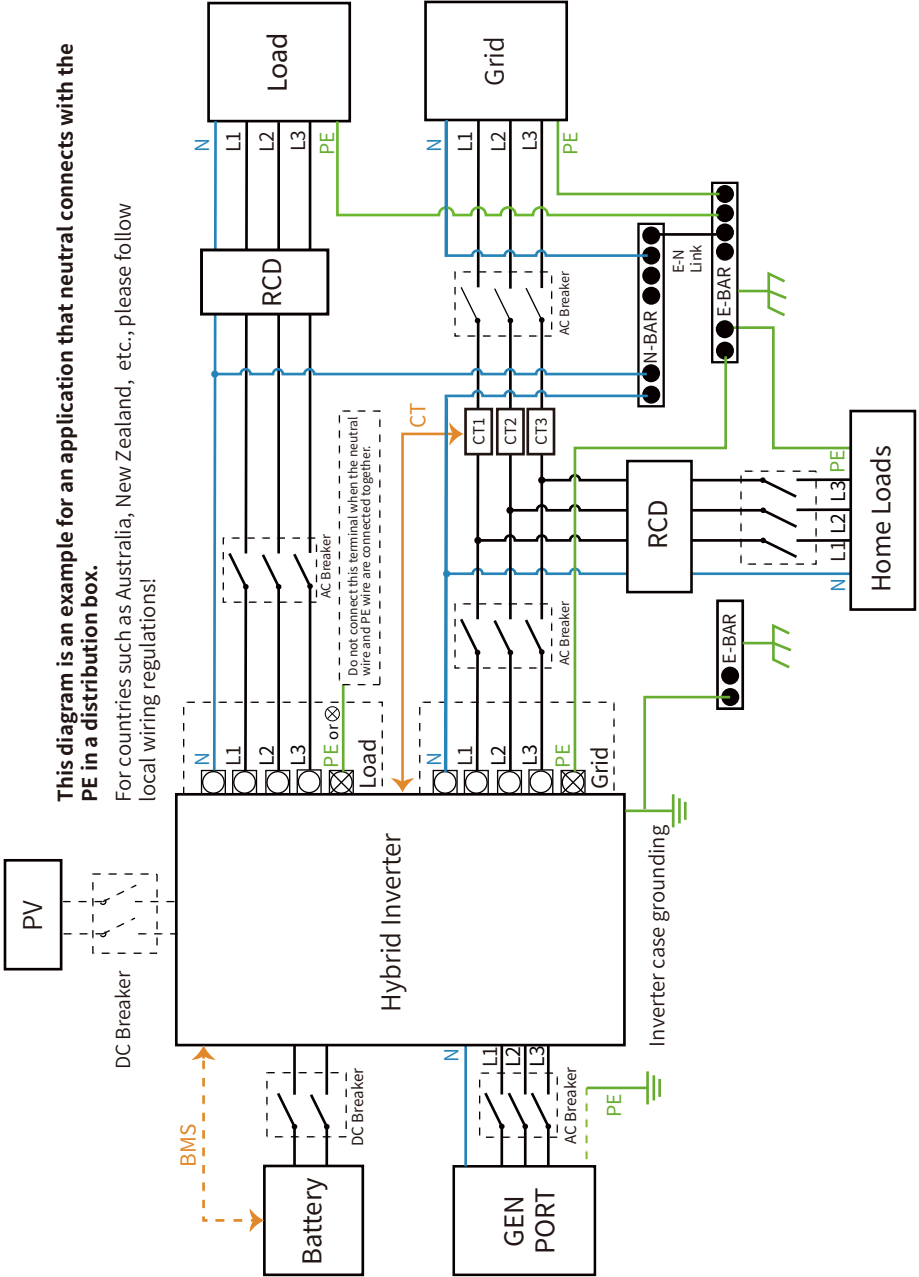 This diagram is an example for an application that neutral connects with the
PE in a distribution box.
For countries such as Australia, New Zealand, etc., please follow
local wiring regulations!
PV
DC Breaker
BMS
Battery
DC Breaker
Hybrid Inverter
N
L1
L2
L3
PE or
Load
AC Breaker
RCD
N
L1
L2
L3
PE
Load
Do not connect this terminal when the neutral
wire and PE wire are connected together.
CT
N
L1
L2
L3
PE
Grid
AC Breaker
CT1
CT2
CT3
AC Breaker
N
L1
L2
L3
PE
Grid
GEN
PORT
N
L1
L2
L3
AC Breaker
PE
Inverter case grounding
E-BAR
RCD
N-BAR
E-N
Link
E-BAR
N
L1
L2
L3
PE
Home Loads